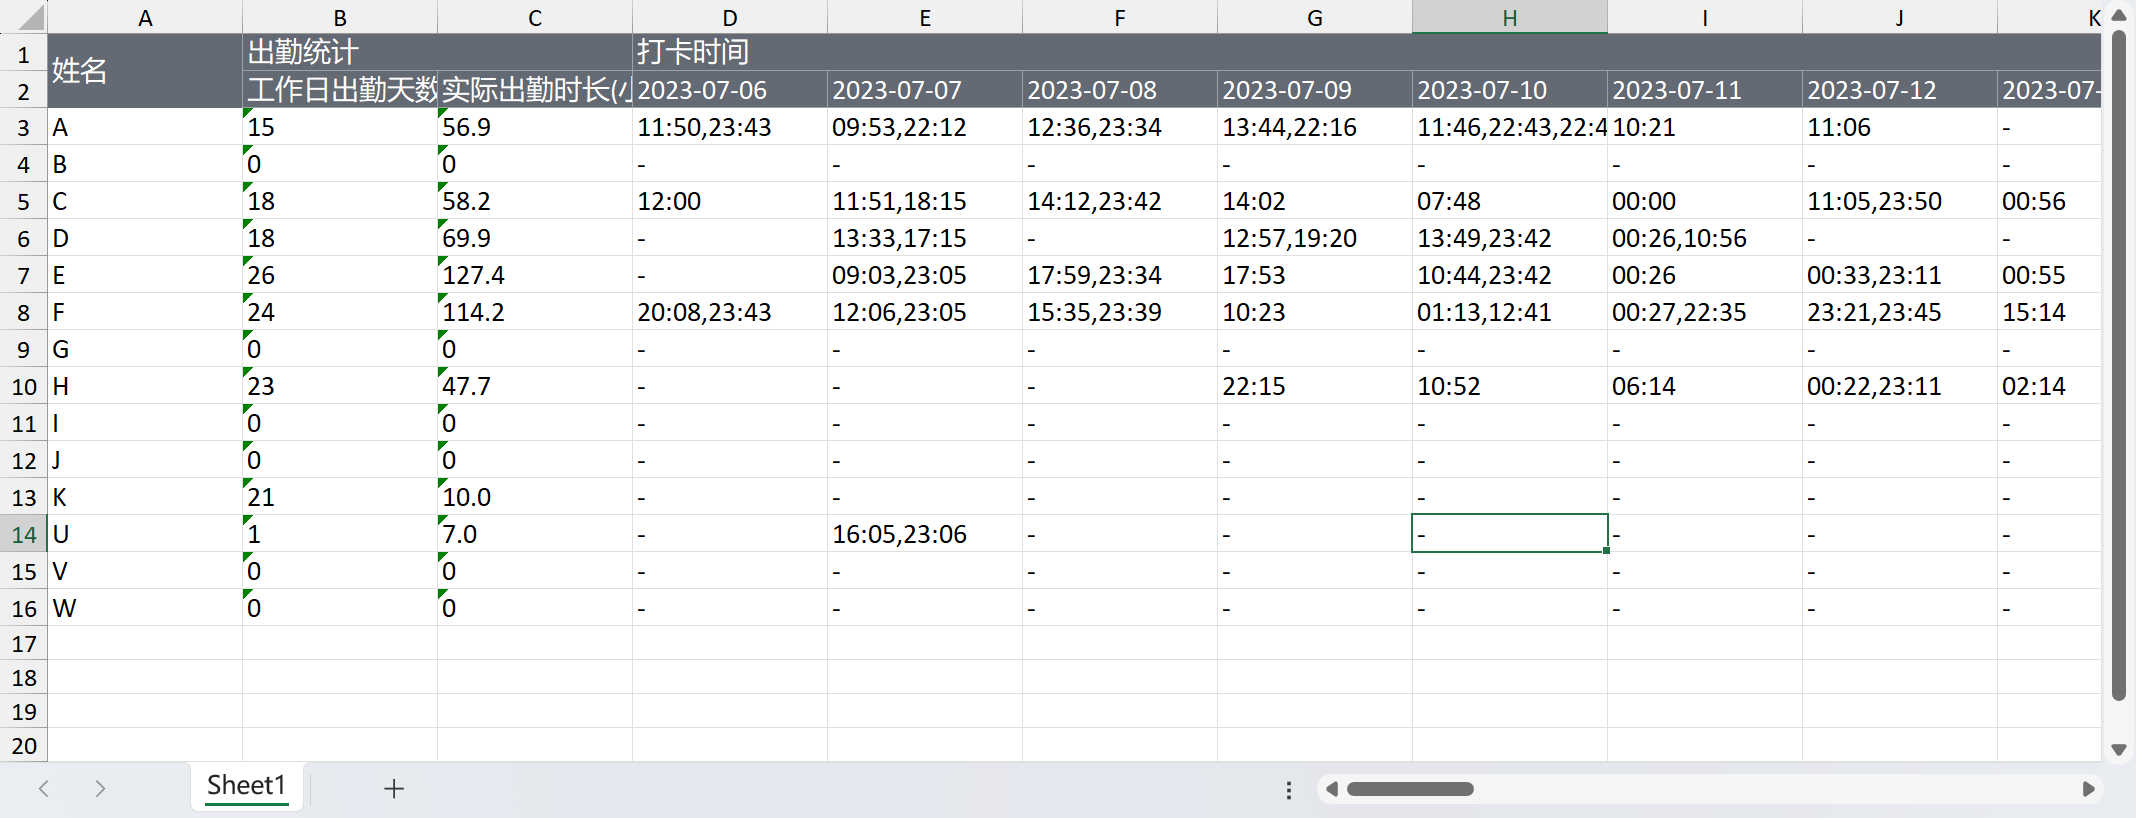 A B C D E F G H I J K
1 出勤统计 打卡时间
姓名
2 工作日出勤天数 实际出勤时长(小 2023-07-06 2023-07-07 2023-07-08 2023-07-09 2023-07-10 2023-07-11 2023-07-12 2023-07-
3 A 15 56.9 11:50,23:43 09:53,22:12 12:36,23:34 13:44,22:16 11:46,22:43,22:4 10:21 11:06 -
4 B 0 0 - - - - - - - -
5 C 18 58.2 12:00 11:51,18:15 14:12,23:42 14:02 07:48 00:00 11:05,23:50 00:56
6 D 18 69.9 - 13:33,17:15 - 12:57,19:20 13:49,23:42 00:26,10:56 - -
7 E 26 127.4 - 09:03,23:05 17:59,23:34 17:53 10:44,23:42 00:26 00:33,23:11 00:55
8 F 24 114.2 20:08,23:43 12:06,23:05 15:35,23:39 10:23 01:13,12:41 00:27,22:35 23:21,23:45 15:14
9 G 0 0 - - - - - - - -
10 H 23 47.7 - - - 22:15 10:52 06:14 00:22,23:11 02:14
11 I 0 0 - - - - - - - -
12 J 0 0 - - - - - - - -
13 K 21 10.0 - - - - - - - -
14 U 1 7.0 - 16:05,23:06 - - - - - -
15 V 0 0 - - - - - - - -
16 W 0 0 - - - - - - - -
17
18
19
20
Sheet1 +